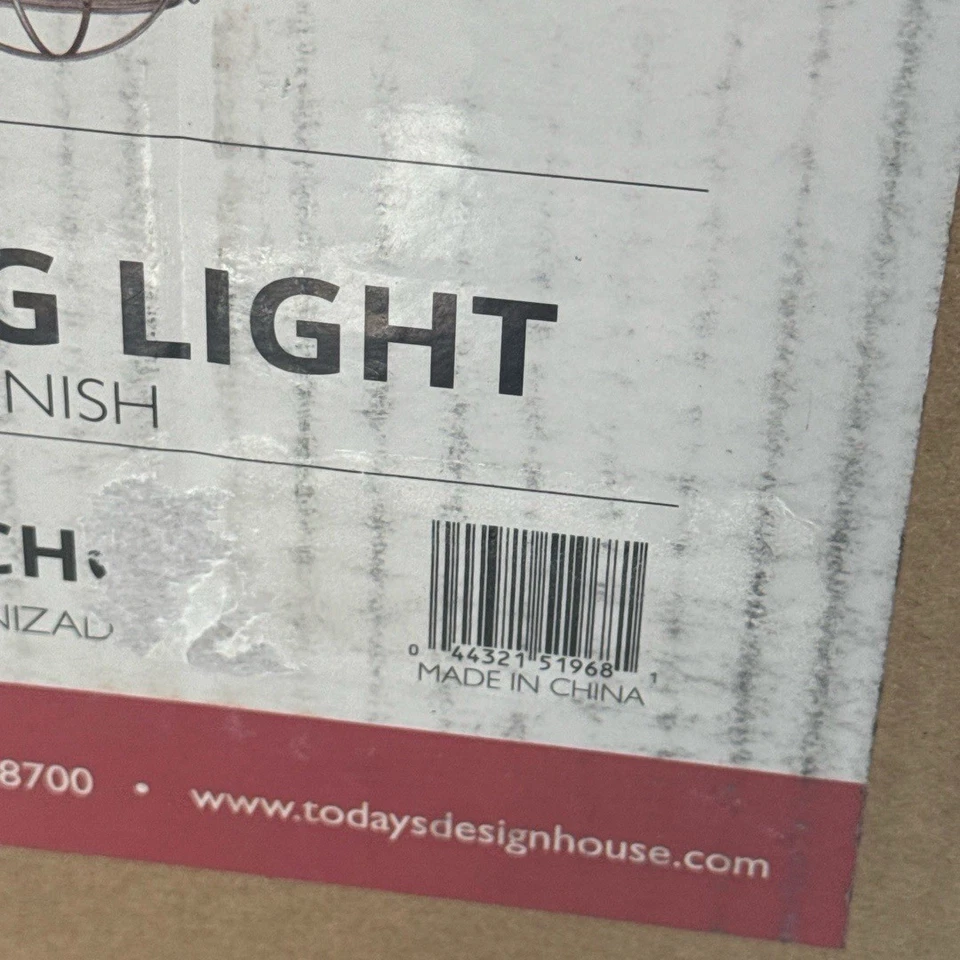 G LIGHT
NISH
CH
NIZAD
0 44321 51968 1
MADE IN CHINA
8700 • www.todaysdesignhouse.com